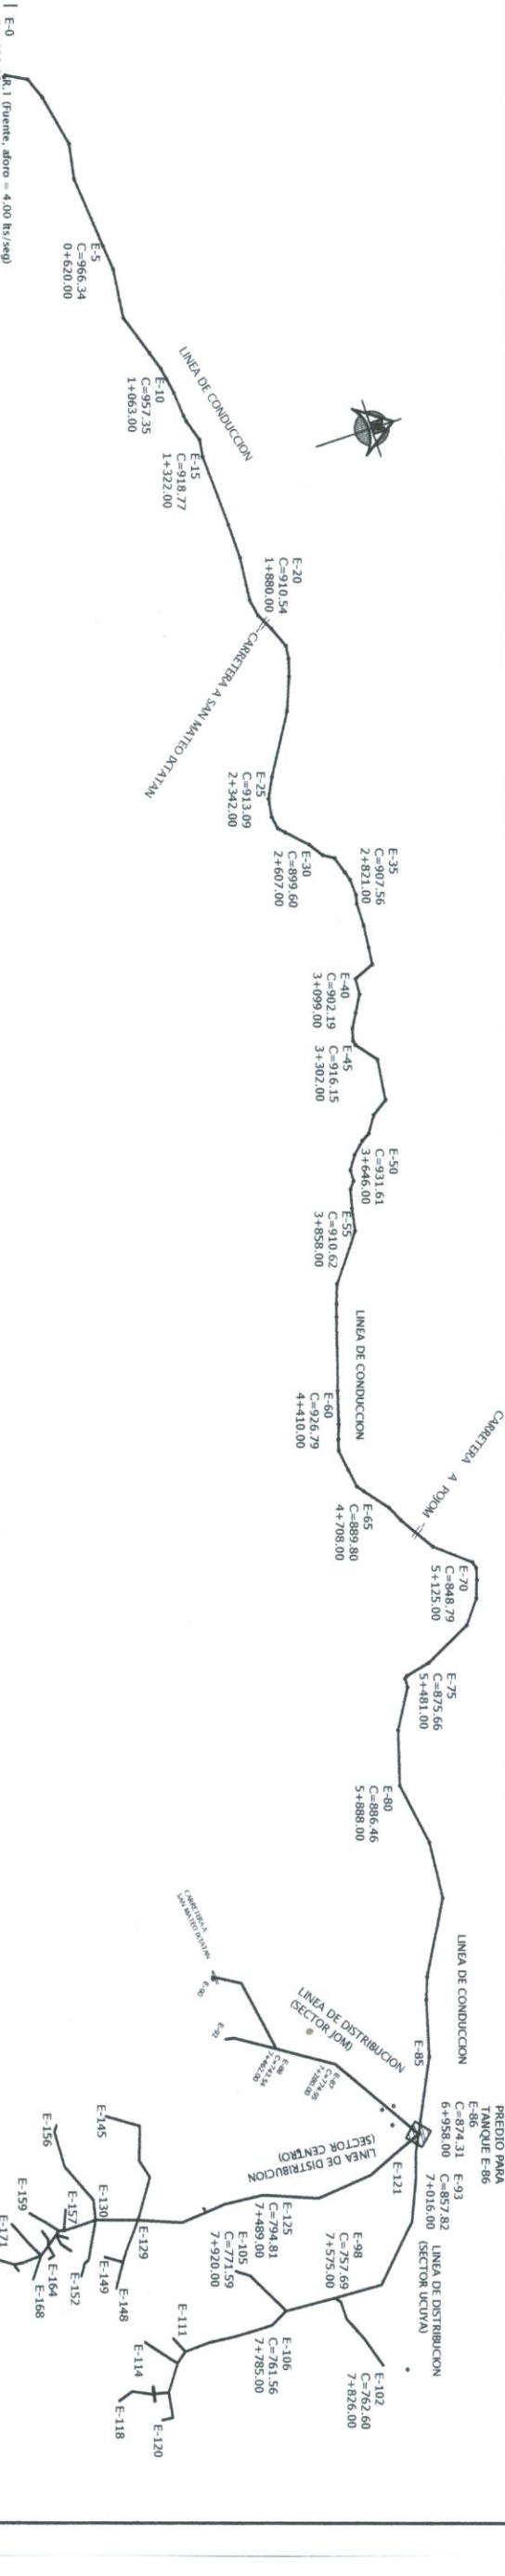 E-0
R.1 (Fuente, aforo = 4.00 lts/seg)
E-5
C=966.34
0+620.00
LINEA DE CONDUCCION
E-10
C=957.35
1+063.00
E-15
C=918.77
1+322.00
E-20
C=910.54
1+880.00
CARRETERA A SAN MATEO IXTATAN
E-25
C=913.09
2+342.00
E-30
C=899.60
2+607.00
E-35
C=907.56
2+821.00
E-40
C=902.19
3+099.00
E-45
C=916.15
3+302.00
E-50
C=931.61
3+646.00
E-55
C=910.62
3+858.00
LINEA DE CONDUCCION
E-60
C=926.79
4+410.00
CARRETERA A POJOM
E-65
C=889.80
4+708.00
E-70
C=848.79
5+125.00
E-75
C=875.66
5+481.00
E-80
C=886.46
5+888.00
LINEA DE CONDUCCION
E-85
PREDIO PARA
TANQUE E-86
E-86
C=874.31
6+958.00
E-93
C=857.82
7+016.00
LINEA DE DISTRIBUCION
(SECTOR UCUYA)
CARRETERA A
SAN MATEO IXTATAN
E-92
LINEA DE DISTRIBUCION
(SECTOR JOM)
LINEA DE DISTRIBUCION
(SECTOR CENTRO)
E-121
E-98
C=757.69
7+575.00
E-102
C=762.60
7+826.00
E-125
C=794.81
7+489.00
E-105
C=771.59
7+920.00
E-106
C=761.56
7+785.00
E-111
E-114
E-118
E-120
E-145
E-156
E-130
E-129
E-157
E-159
E-149
E-148
E-152
E-164
E-168
E-171